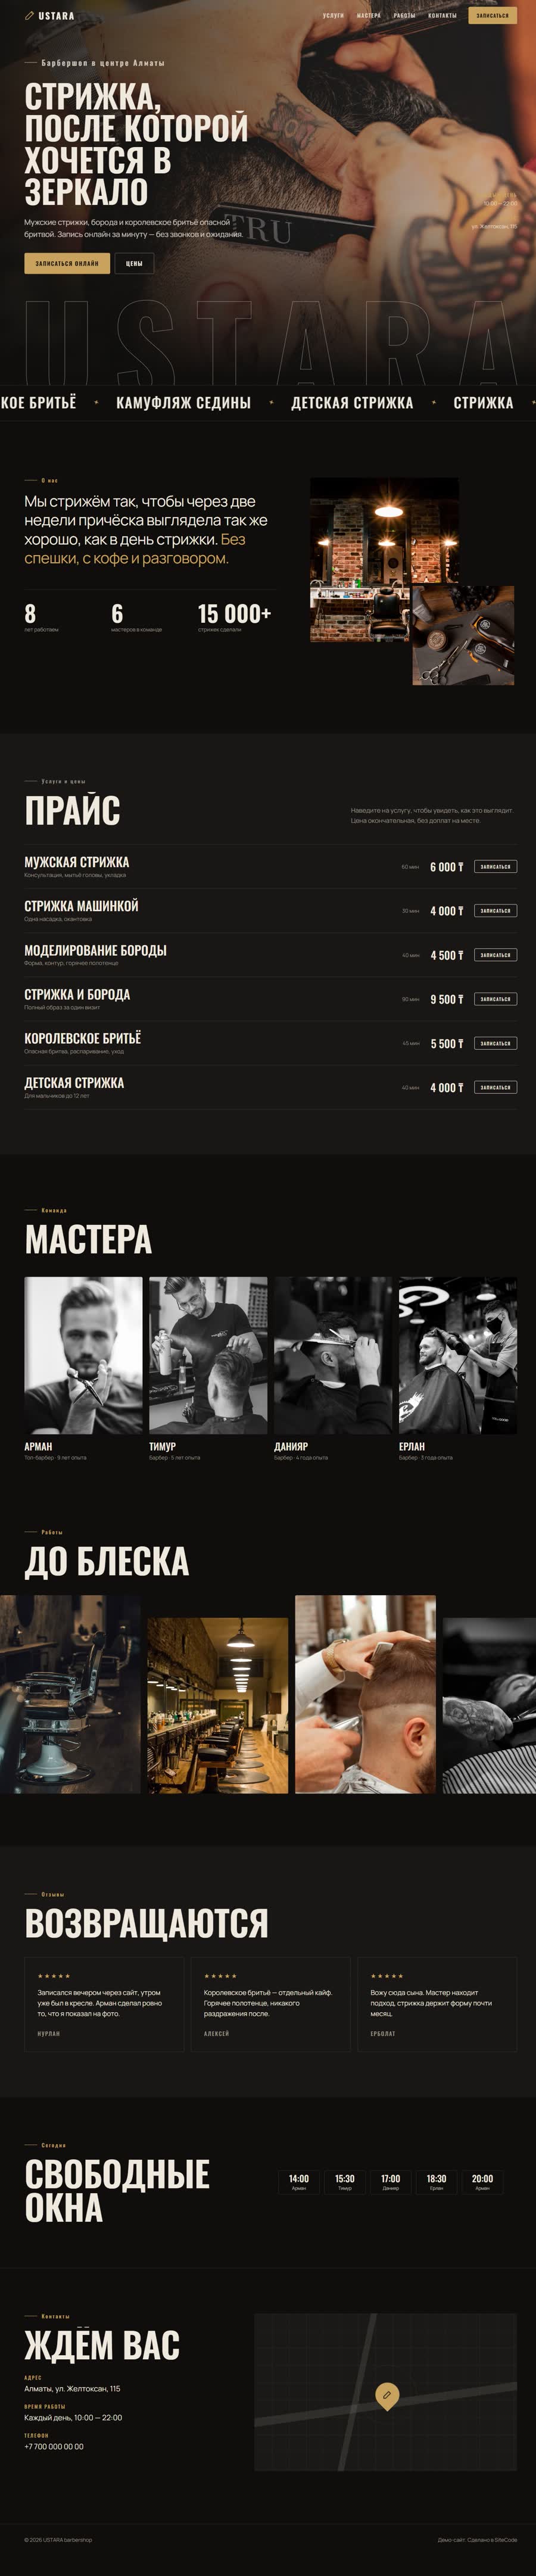 USTARA
УСЛУГИ МАСТЕРА РАБОТЫ КОНТАКТЫ ЗАПИСАТЬСЯ
Барбершоп в центре Алматы
СТРИЖКА,
ПОСЛЕ КОТОРОЙ
ХОЧЕТСЯ В
ЗЕРКАЛО
10:00 — 22:00
Мужские стрижки, борода и королевское бритьё опасной
бритвой. Запись онлайн за минуту — без звонков и ожидания.
TRU
ул. Желтоксан, 115
ЗАПИСАТЬСЯ ОНЛАЙН ЦЕНЫ
USTARA
КОЕ БРИТЬЁ КАМУФЛЯЖ СЕДИНЫ ДЕТСКАЯ СТРИЖКА СТРИЖКА
О нас
Мы стрижём так, чтобы через две
недели причёска выглядела так же
хорошо, как в день стрижки. Без
спешки, с кофе и разговором.
8 6 15 000+
лет работаем мастеров в команде стрижек сделали
Услуги и цены
ПРАЙС
Наведите на услугу, чтобы увидеть, как это выглядит.
Цена окончательная, без доплат на месте.
МУЖСКАЯ СТРИЖКА 60 мин 6 000 ₸ ЗАПИСАТЬСЯ
Консультация, мытьё головы, укладка
СТРИЖКА МАШИНКОЙ 30 мин 4 000 ₸ ЗАПИСАТЬСЯ
Одна насадка, окантовка
МОДЕЛИРОВАНИЕ БОРОДЫ 40 мин 4 500 ₸ ЗАПИСАТЬСЯ
Форма, контур, горячее полотенце
СТРИЖКА И БОРОДА 90 мин 9 500 ₸ ЗАПИСАТЬСЯ
Полный образ за один визит
КОРОЛЕВСКОЕ БРИТЬЁ 45 мин 5 500 ₸ ЗАПИСАТЬСЯ
Опасная бритва, распаривание, уход
ДЕТСКАЯ СТРИЖКА 40 мин 4 000 ₸ ЗАПИСАТЬСЯ
Для мальчиков до 12 лет
Команда
МАСТЕРА
АРМАН ТИМУР ДАНИЯР ЕРЛАН
Топ-барбер · 9 лет опыта Барбер · 5 лет опыта Барбер · 4 года опыта Барбер · 3 года опыта
Работы
ДО БЛЕСКА
Отзывы
ВОЗВРАЩАЮТСЯ
★★★★★ ★★★★★ ★★★★★
Записался вечером через сайт, утром
уже был в кресле. Арман сделал ровно
то, что я показал на фото.
НУРЛАН
Королевское бритьё — отдельный кайф.
Горячее полотенце, никакого
раздражения после.
АЛЕКСЕЙ
Вожу сюда сына. Мастер находит
подход, стрижка держит форму почти
месяц.
ЕРБОЛАТ
Сегодня
СВОБОДНЫЕ
ОКНА
14:00 15:30 17:00 18:30 20:00
Арман Тимур Данияр Ерлан Арман
Контакты
ЖДЁМ ВАС
АДРЕС
Алматы, ул. Желтоксан, 115
ВРЕМЯ РАБОТЫ
Каждый день, 10:00 — 22:00
ТЕЛЕФОН
+7 700 000 00 00
© 2026 USTARA barbershop
Демо-сайт. Сделано в SiteCode